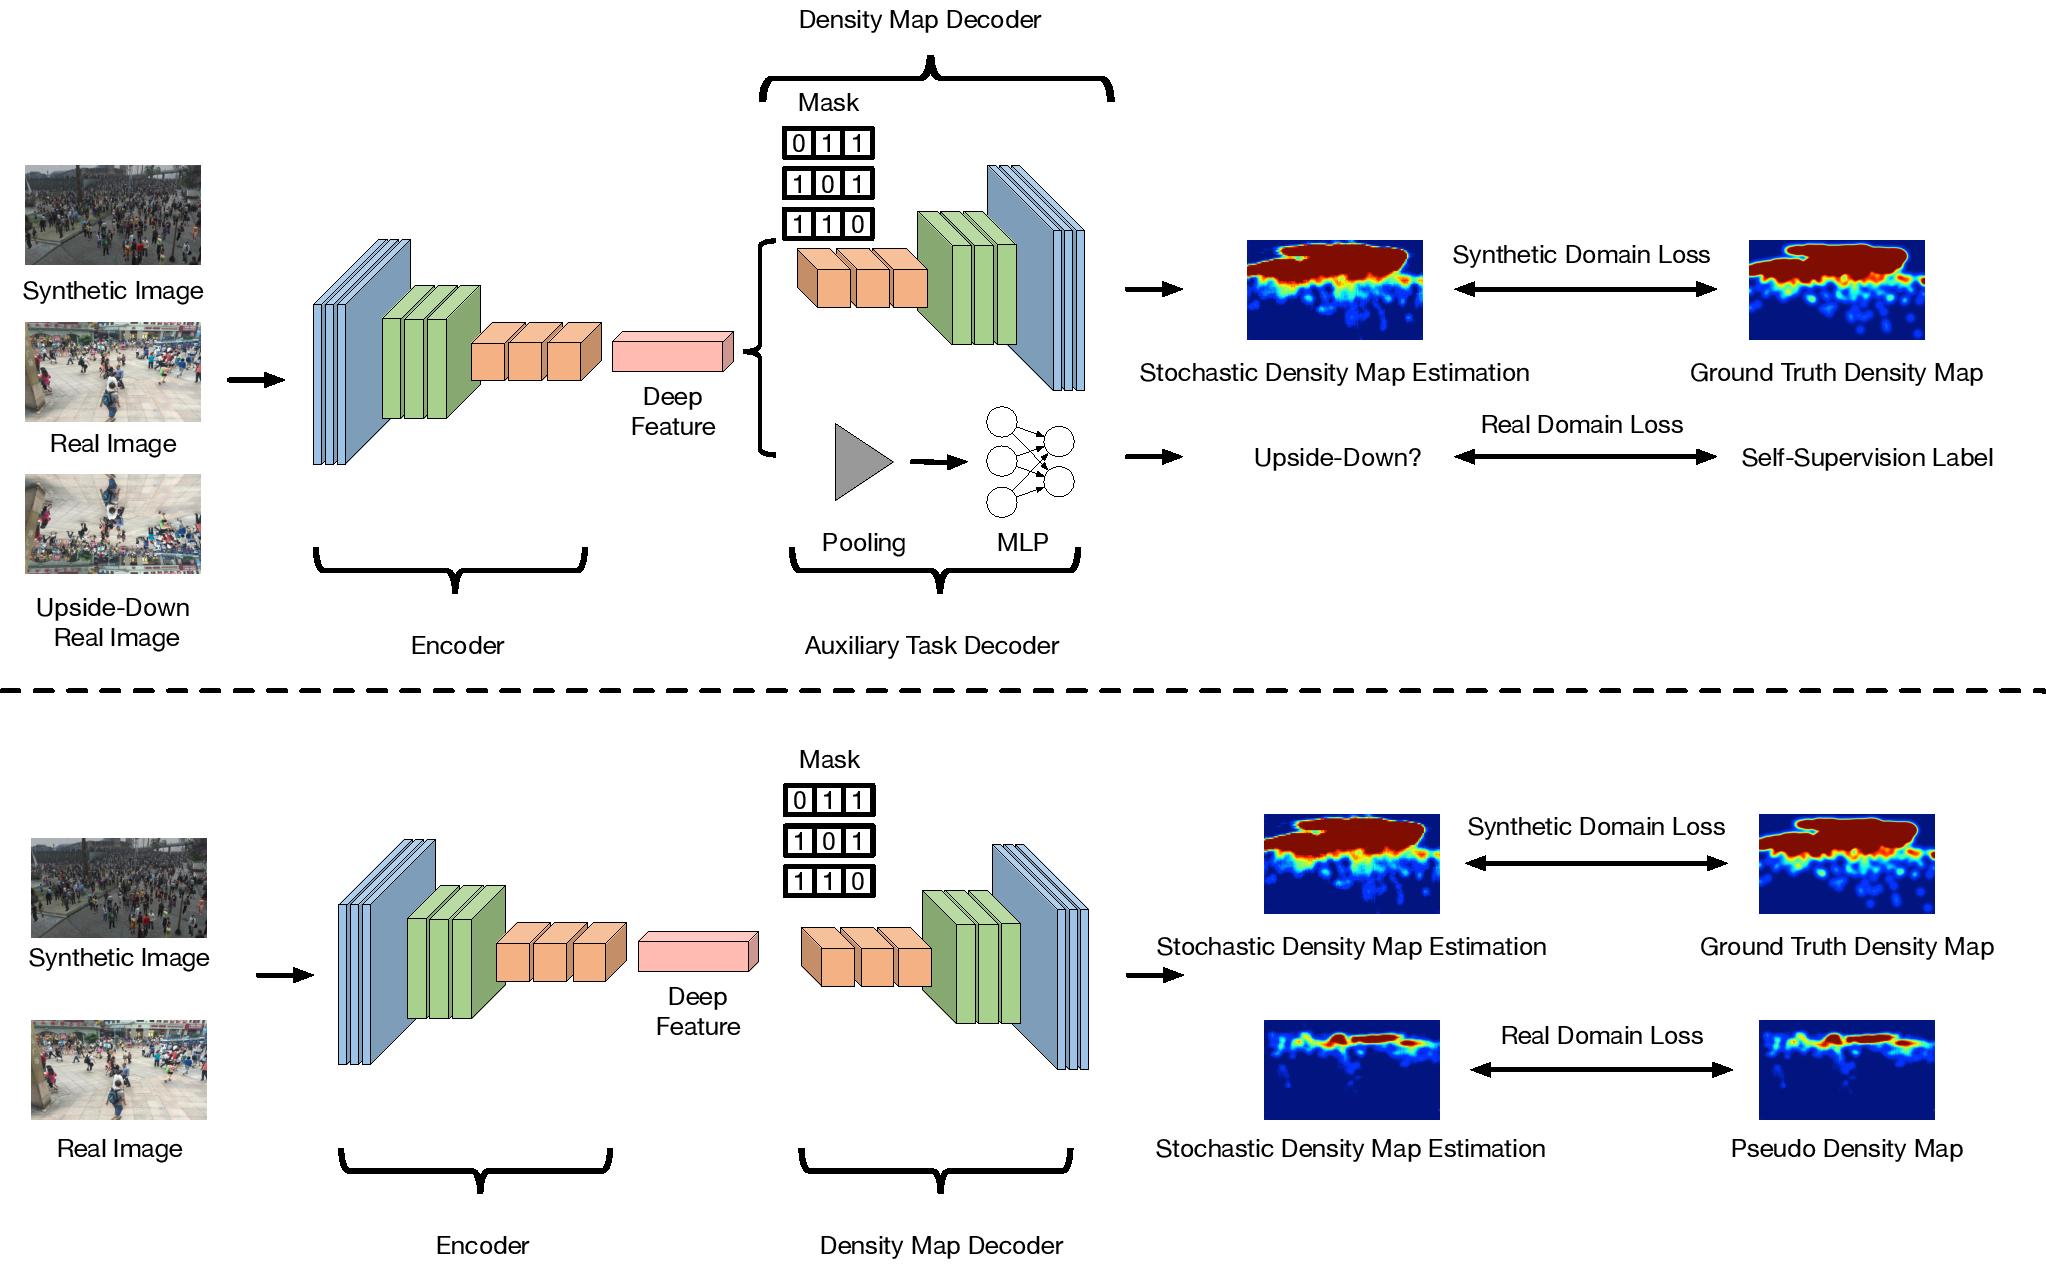 Density Map Decoder
Mask
0 1 1
1 0 1
1 1 0
Synthetic Image
Real Image
Upside-Down
Real Image
Deep
Feature
Pooling
MLP
Encoder
Auxiliary Task Decoder
Synthetic Domain Loss
Stochastic Density Map Estimation
Ground Truth Density Map
Real Domain Loss
Upside-Down?
Self-Supervision Label
Mask
0 1 1
1 0 1
1 1 0
Synthetic Image
Real Image
Deep
Feature
Encoder
Density Map Decoder
Synthetic Domain Loss
Stochastic Density Map Estimation
Ground Truth Density Map
Real Domain Loss
Stochastic Density Map Estimation
Pseudo Density Map